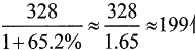 328/(1+65.2%) ≈ 328/1.65 ≈ 199